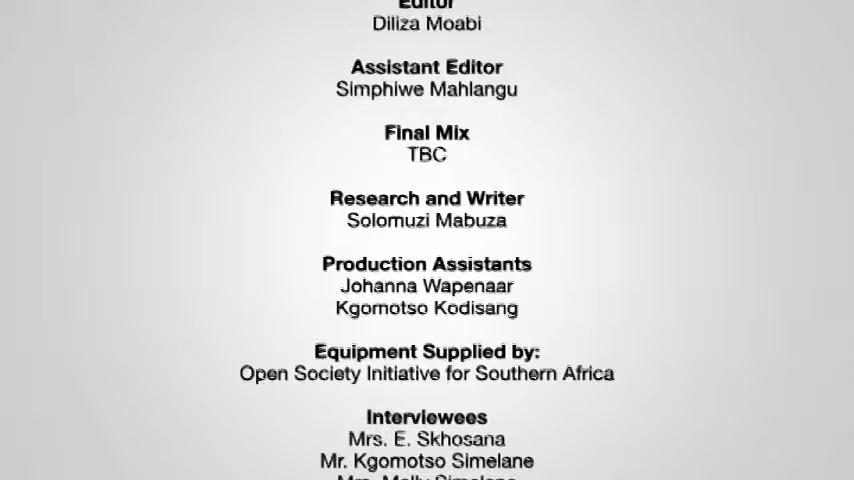 Editor
Diliza Moabi
Assistant Editor
Simphiwe Mahlangu
Final Mix
TBC
Research and Writer
Solomuzi Mabuza
Production Assistants
Johanna Wapenaar
Kgomotso Kodisang
Equipment Supplied by:
Open Society Initiative for Southern Africa
Interviewees
Mrs. E. Skhosana
Mr. Kgomotso Simelane